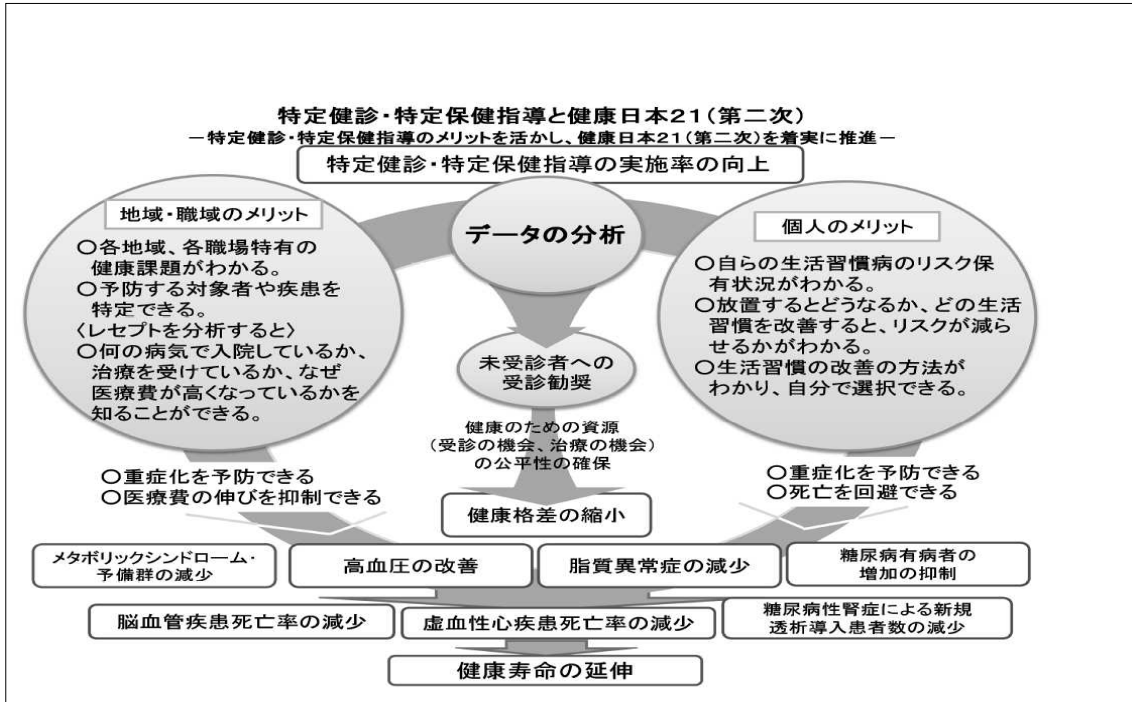 特定健診・特定保健指導と健康日本21(第二次)
－特定健診・特定保健指導のメリットを活かし、健康日本21(第二次)を着実に推進－
特定健診・特定保健指導の実施率の向上
地域・職域のメリット
○各地域、各職場特有の
健康課題がわかる。
○予防する対象者や疾患を
特定できる。
〈レセプトを分析すると〉
○何の病気で入院しているか、
治療を受けているか、なぜ
医療費が高くなっているかを
知ることができる。
○重症化を予防できる
○医療費の伸びを抑制できる
データの分析
未受診者への
受診勧奨
健康のための資源
(受診の機会、治療の機会)
の公平性の確保
健康格差の縮小
個人のメリット
○自らの生活習慣病のリスク保
有状況がわかる。
○放置するとどうなるか、どの生活
習慣を改善すると、リスクが減ら
せるかがわかる。
○生活習慣の改善の方法が
わかり、自分で選択できる。
○重症化を予防できる
○死亡を回避できる
メタボリックシンドローム・
予備群の減少
高血圧の改善
脂質異常症の減少
糖尿病有病者の
増加の抑制
脳血管疾患死亡率の減少
虚血性心疾患死亡率の減少
糖尿病性腎症による新規
透析導入患者数の減少
健康寿命の延伸